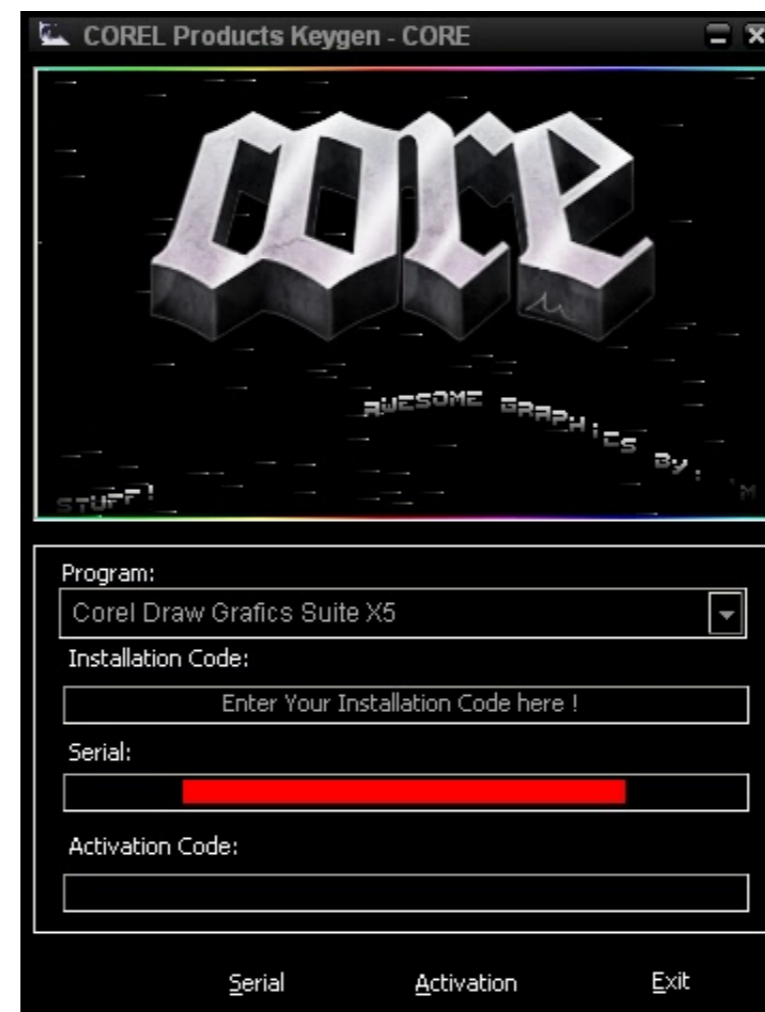 COREL Products Keygen - CORE
core
AWESOME GRAPHiCS By:
STUFF!
Program:
Corel Draw Grafics Suite X5
Installation Code:
Enter Your Installation Code here !
Serial:
Activation Code:
Serial Activation Exit